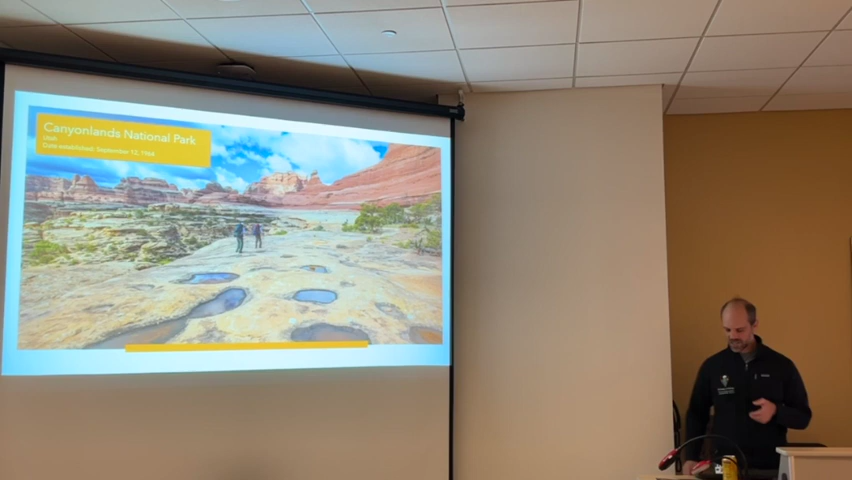 Canyonlands National Park
Utah
Date established: September 12, 1964